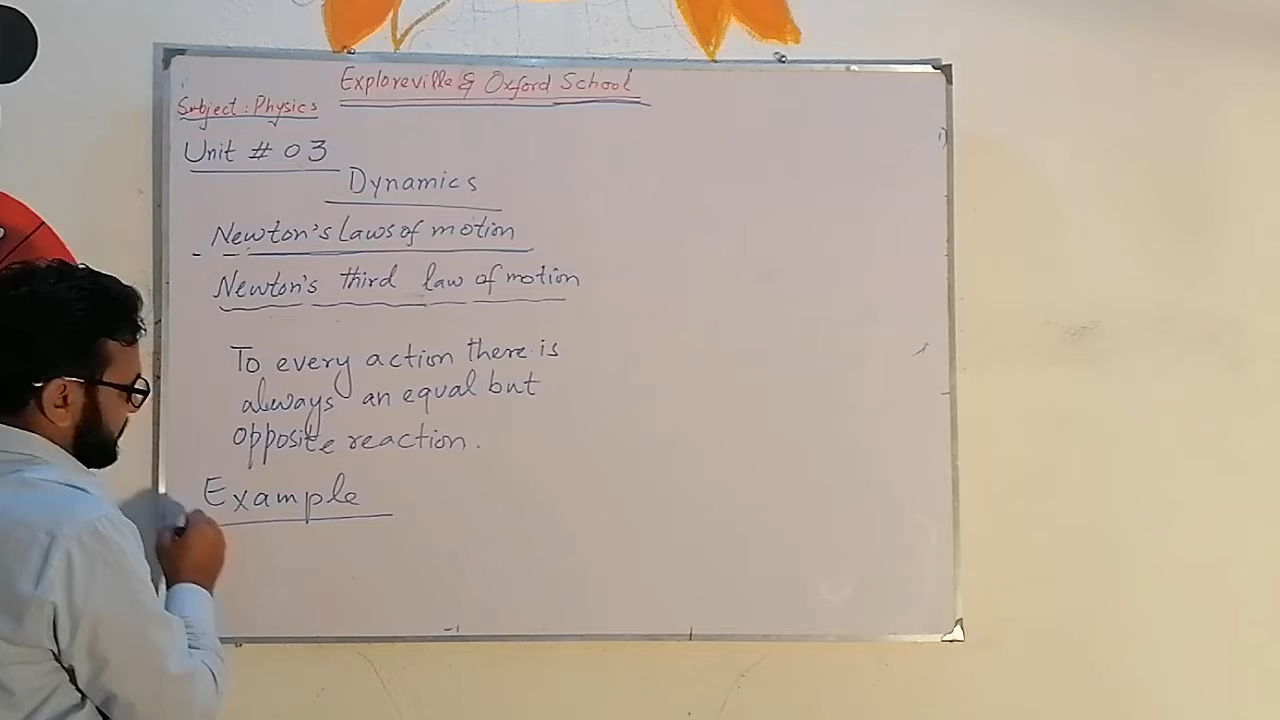 Exploreville & Oxford School
Subject: Physics
Unit # 03
Dynamics
Newton's Laws of motion
Newton's third law of motion
To every action there is
always an equal but
opposite reaction.
Example